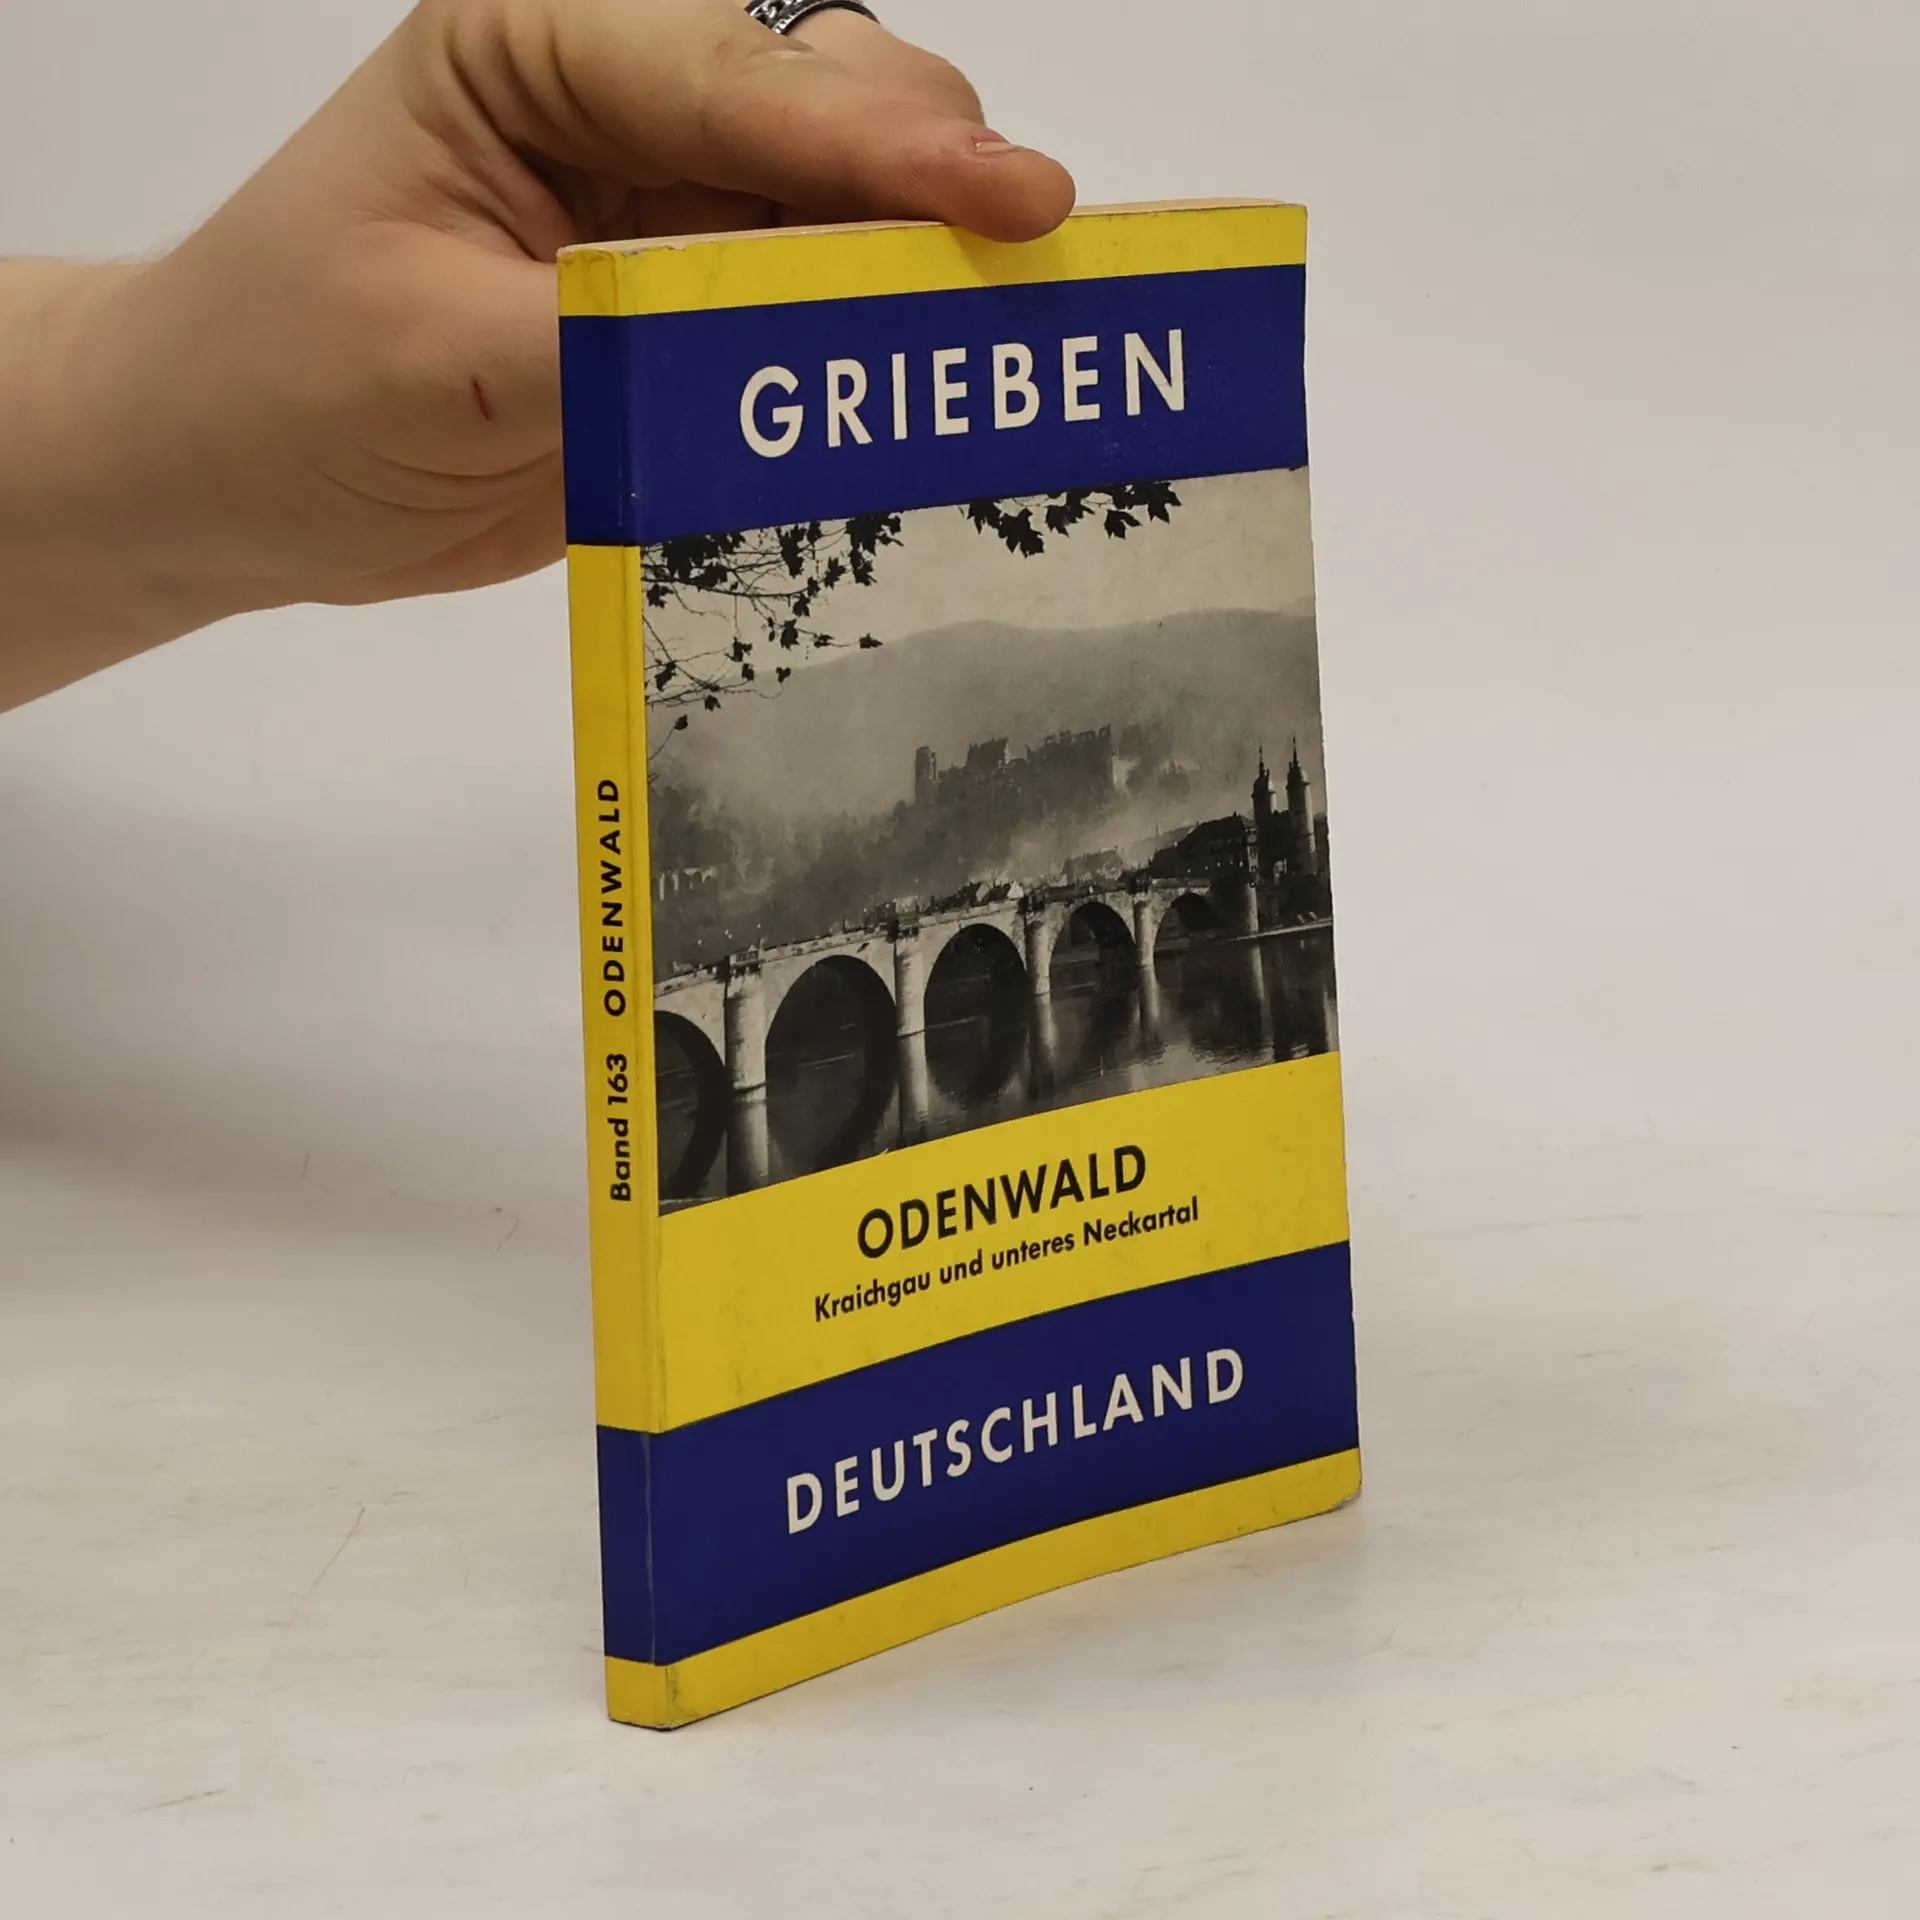 GRIEBEN
ODENWALD
Kraichgau und unteres Neckartal
DEUTSCHLAND
Band 163 ODENWALD